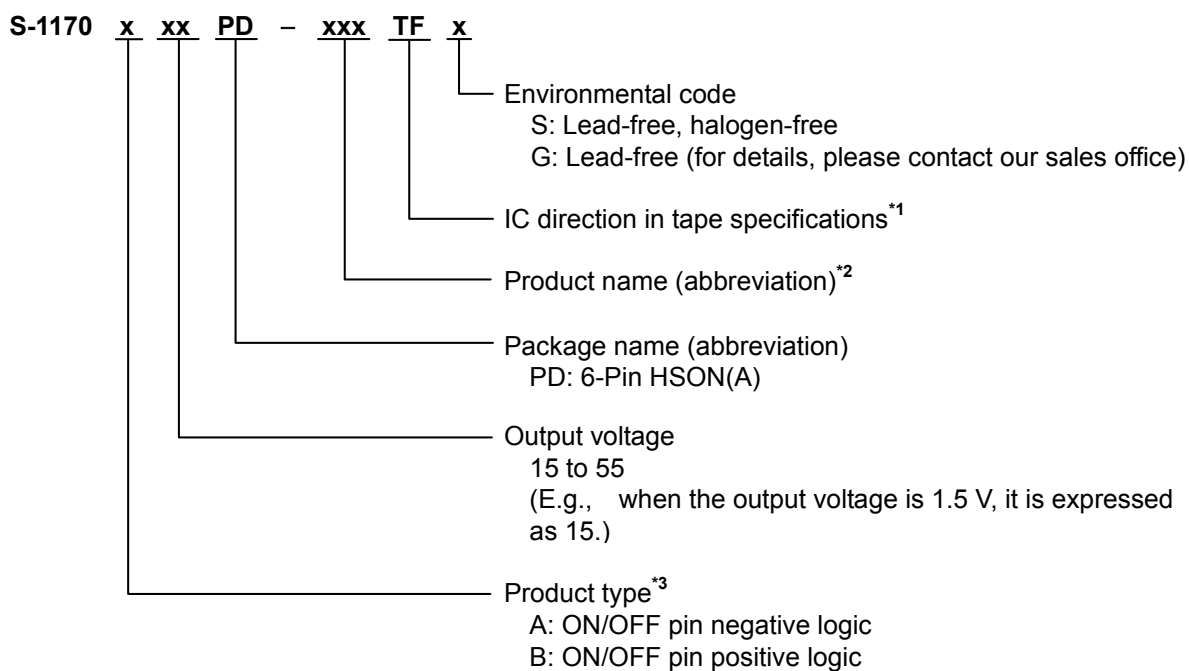 S-1170 x xx PD – xxx TF x
Environmental code
S: Lead-free, halogen-free
G: Lead-free (for details, please contact our sales office)
IC direction in tape specifications*1
Product name (abbreviation)*2
Package name (abbreviation)
PD: 6-Pin HSON(A)
Output voltage
15 to 55
(E.g., when the output voltage is 1.5 V, it is expressed
as 15.)
Product type*3
A: ON/OFF pin negative logic
B: ON/OFF pin positive logic